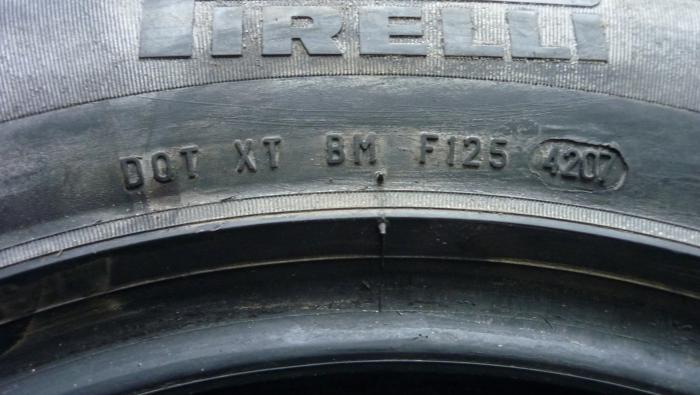 PIRELLI
DOT XT BM F125 4207